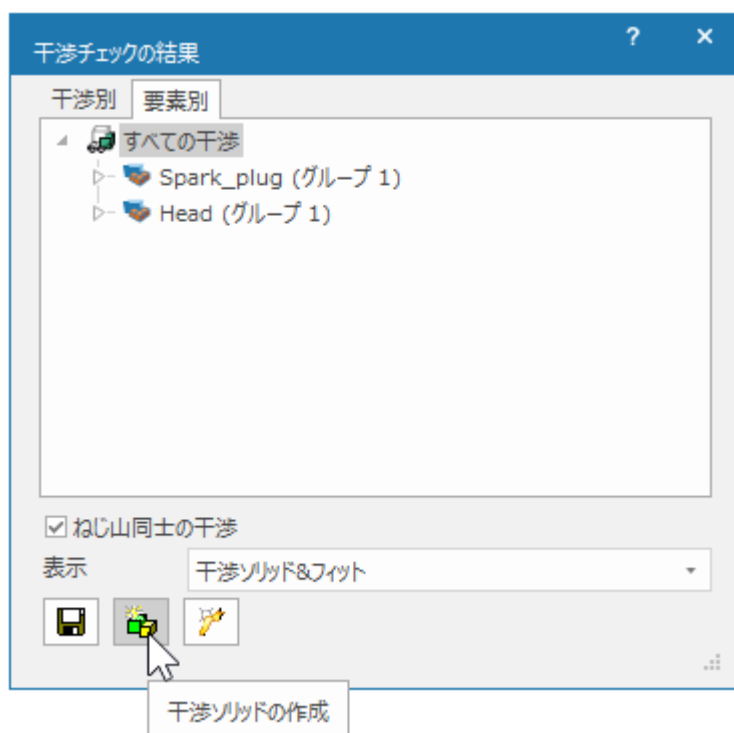 干渉チェックの結果
干渉別 要素別
すべての干渉
Spark_plug (グループ 1)
Head (グループ 1)
ねじ山同士の干渉
表示 干渉ソリッド&フィット
干渉ソリッドの作成